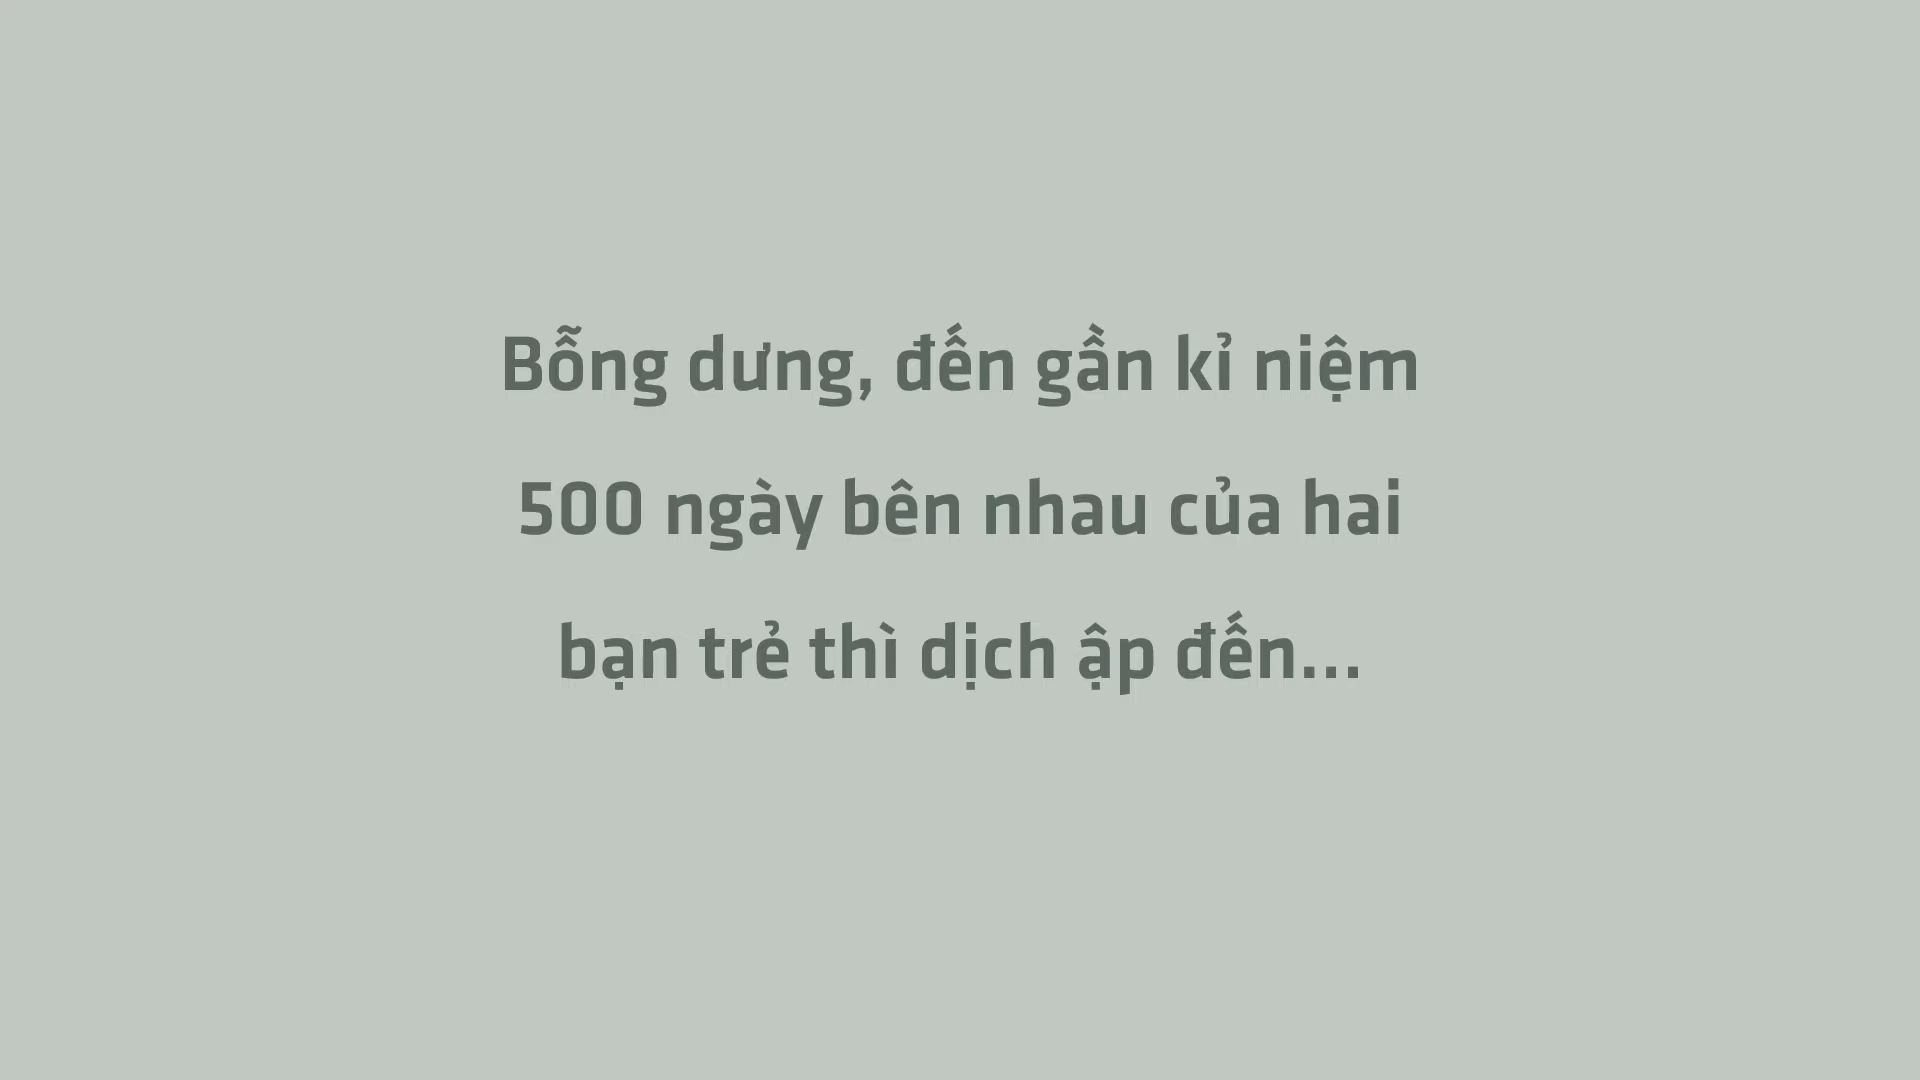 Bỗng dưng, đến gần kỉ niệm
500 ngày bên nhau của hai
bạn trẻ thì dịch ập đến...